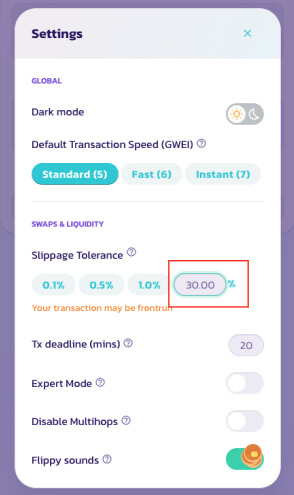 Settings
GLOBAL
Dark mode
Default Transaction Speed (GWEI)
Standard (5) Fast (6) Instant (7)
SWAPS & LIQUIDITY
Slippage Tolerance
0.1% 0.5% 1.0% 30.00 %
Your transaction may be frontrun
Tx deadline (mins) 20
Expert Mode
Disable Multihops
Flippy sounds